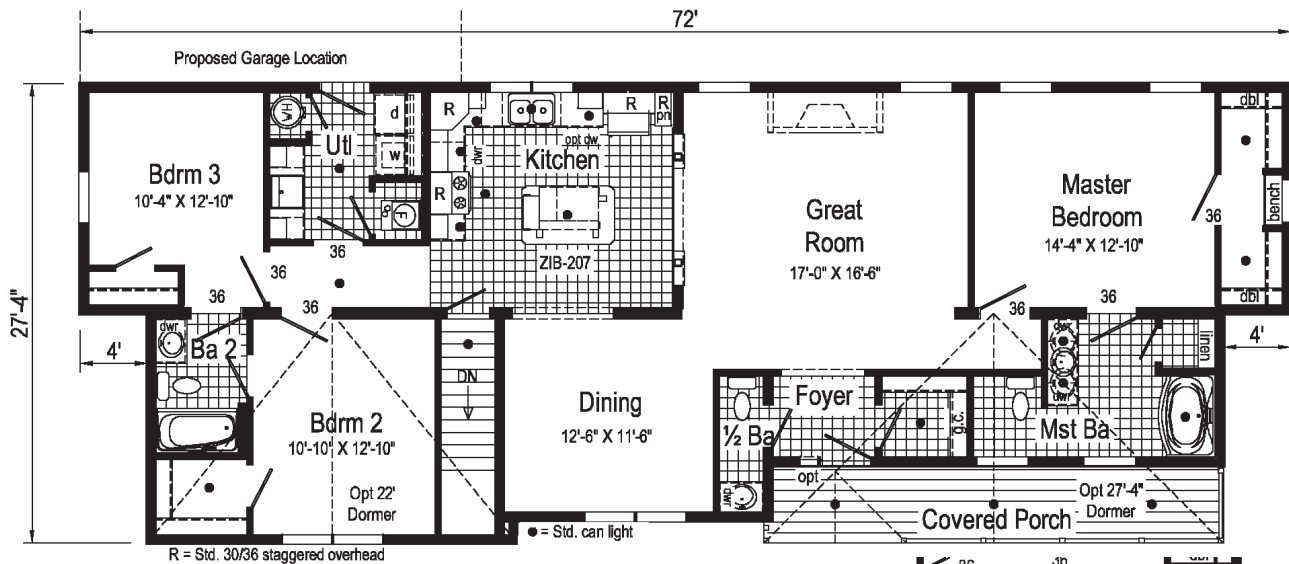 72'
Proposed Garage Location
27'-4"
4'
4'
Bdrm 3
10'-4" X 12'-10"
WH
Utl
d
w
F
36
36
36
36
R
R
R
pn
R
dwr
opt dw
Kitchen
ZIB-207
Great
Room
17'-0" X 16'-6"
Master
Bedroom
14'-4" X 12'-10"
dbl
bench
dbl
36
36
36
dwr
Ba 2
Bdrm 2
10'-10" X 12'-10"
Opt 22'
Dormer
DN
Dining
12'-6" X 11'-6"
½ Ba
dwr
Foyer
g.c.
opt
dwr
dwr
linen
Mst Ba
Opt 27'-4"
Dormer
Covered Porch
R = Std. 30/36 staggered overhead
= Std. can light